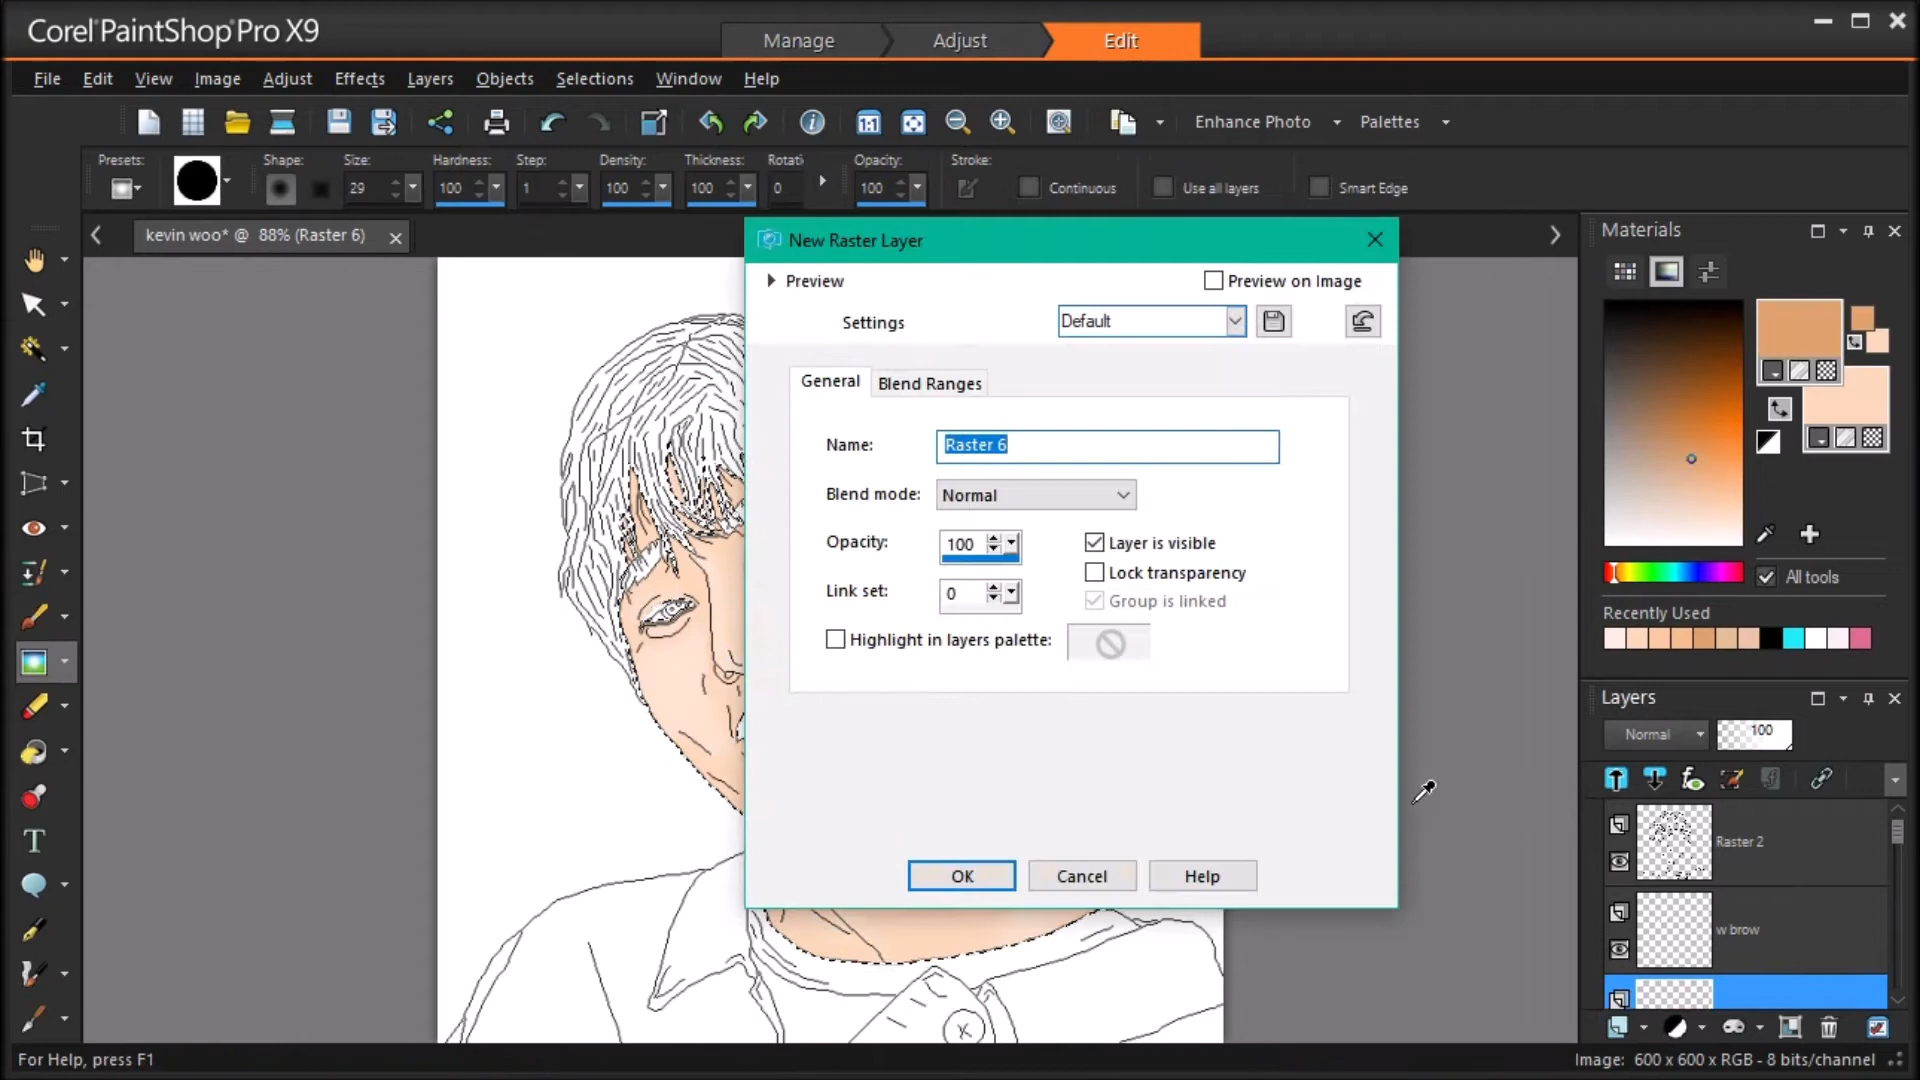 Corel PaintShop Pro X9
Manage Adjust Edit
File Edit View Image Adjust Effects Layers Objects Selections Window Help
1:1 Enhance Photo Palettes
Presets: Shape: Size: Hardness: Step: Density: Thickness: Rotati Opacity: Stroke:
29 100 1 100 100 0 100 Continuous Use all layers Smart Edge
kevin woo* @ 88% (Raster 6)
New Raster Layer
Preview Preview on Image
Settings Default
General Blend Ranges
Name: Raster 6
Blend mode: Normal
Opacity: 100 Layer is visible
Lock transparency
Link set: 0 Group is linked
Highlight in layers palette:
OK Cancel Help
Materials
All tools
Recently Used
Layers
Normal 100
Raster 2
w brow
For Help, press F1
Image: 600 x 600 x RGB - 8 bits/channel